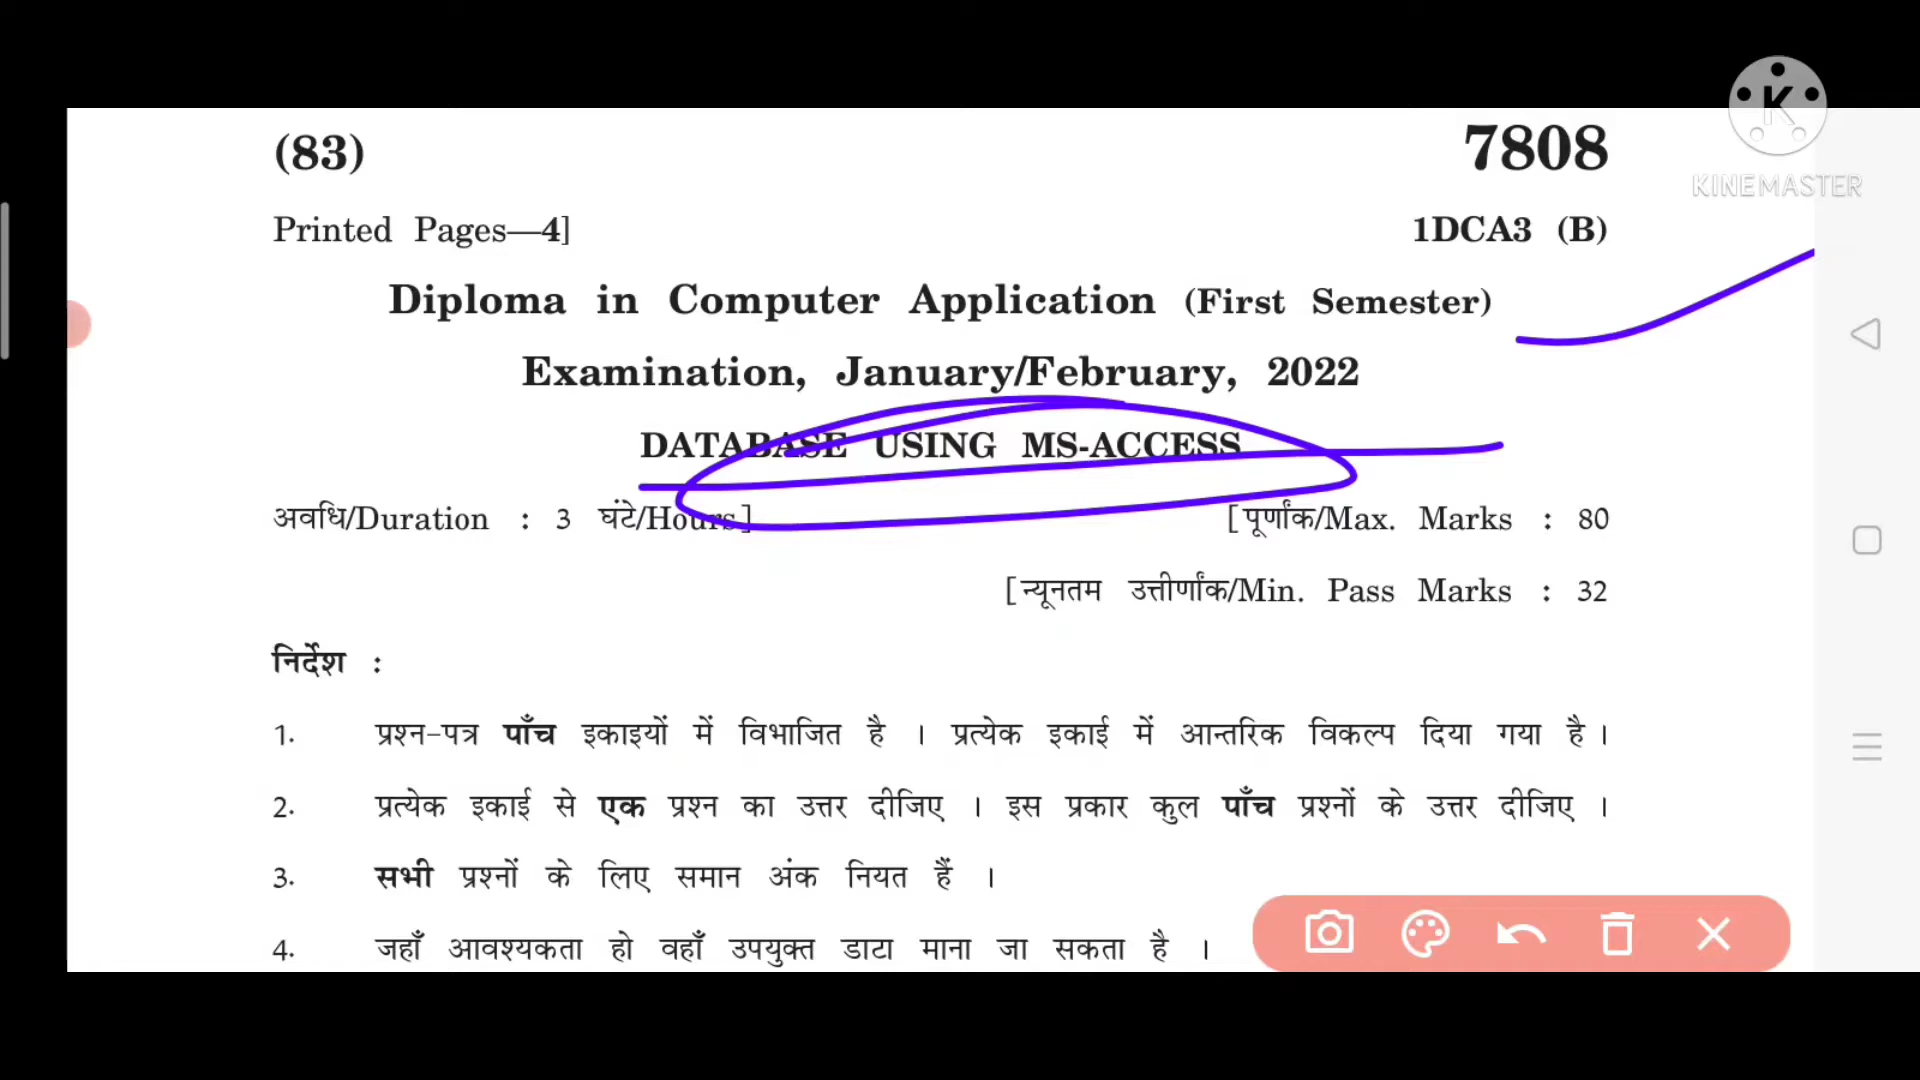 (83) 7808
KINEMASTER
Printed Pages—4] 1DCA3 (B)
Diploma in Computer Application (First Semester)
Examination, January/February, 2022
DATABASE USING MS-ACCESS
अवधि/Duration : 3 घंटे/Hours] [पूर्णांक/Max. Marks : 80
[न्यूनतम उत्तीर्णांक/Min. Pass Marks : 32
निर्देश :
1. प्रश्न-पत्र पाँच इकाइयों में विभाजित है । प्रत्येक इकाई में आन्तरिक विकल्प दिया गया है ।
2. प्रत्येक इकाई से एक प्रश्न का उत्तर दीजिए । इस प्रकार कुल पाँच प्रश्नों के उत्तर दीजिए ।
3. सभी प्रश्नों के लिए समान अंक नियत हैं ।
4. जहाँ आवश्यकता हो वहाँ उपयुक्त डाटा माना जा सकता है ।